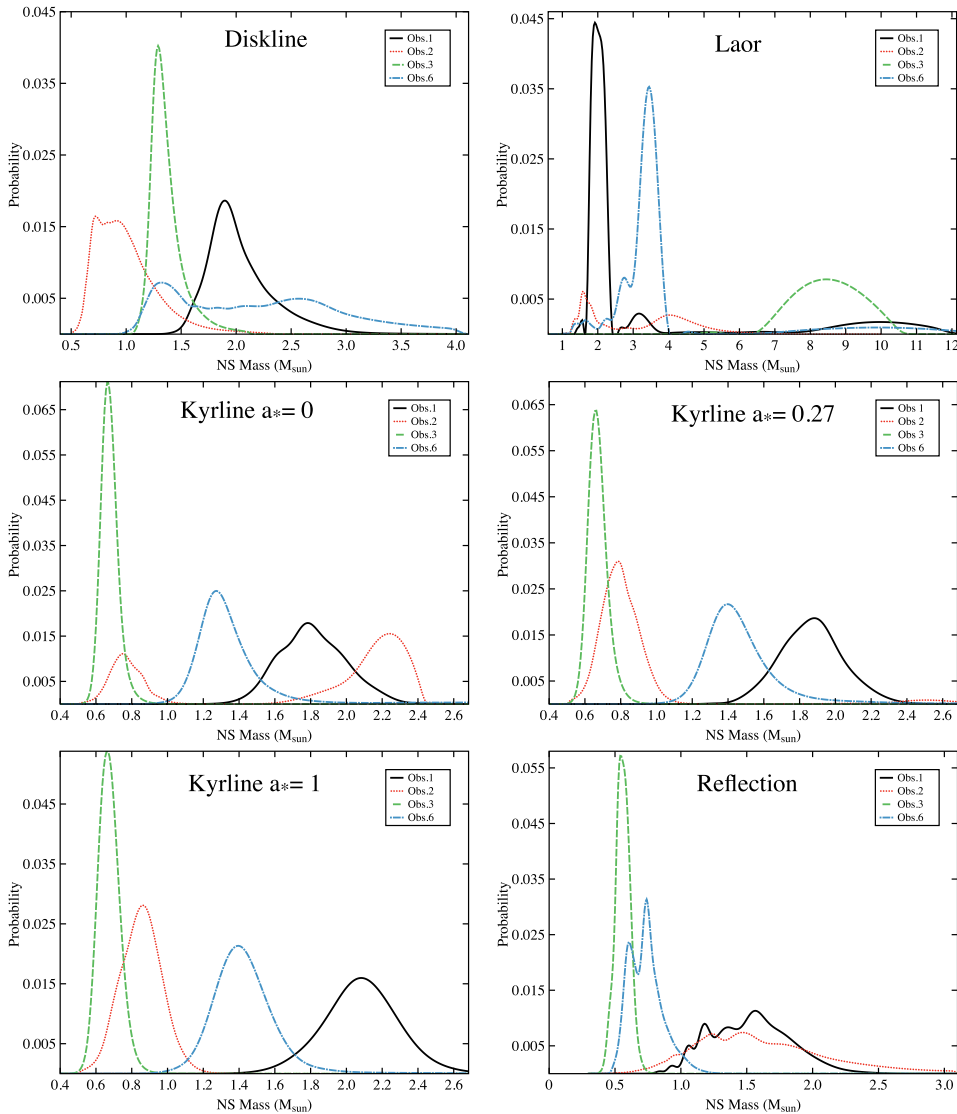 Diskline
Obs.1
Obs.2
Obs.3
Obs.6
0.045
0.035
0.025
0.015
0.005
Probability
0.5
1.0
1.5
2.0
2.5
3.0
3.5
4.0
NS Mass (Msun)
Laor
Obs.1
Obs.2
Obs.3
Obs.6
0.045
0.035
0.025
0.015
0.005
Probability
1
2
3
4
5
6
7
8
9
10
11
12
NS Mass (Msun)
Kyrline a*= 0
Obs.1
Obs.2
Obs.3
Obs.6
0.065
0.055
0.045
0.035
0.025
0.015
0.005
Probability
0.4
0.6
0.8
1.0
1.2
1.4
1.6
1.8
2.0
2.2
2.4
2.6
NS Mass (Msun)
Kyrline a*= 0.27
Obs 1
Obs.2
Obs 3
Obs 6
0.065
0.055
0.045
0.035
0.025
0.015
0.005
Probability
0.4
0.6
0.8
1.0
1.2
1.4
1.6
1.8
2.0
2.2
2.4
2.6
NS Mass (Msun)
Kyrline a*= 1
Obs.1
Obs.2
Obs.3
Obs.6
0.045
0.035
0.025
0.015
0.005
Probability
0.4
0.6
0.8
1.0
1.2
1.4
1.6
1.8
2.0
2.2
2.4
2.6
NS Mass (Msun)
Reflection
Obs.1
Obs.2
Obs.3
Obs.6
0.055
0.045
0.035
0.025
0.015
0.005
Probability
0
0.5
1.0
1.5
2.0
2.5
3.0
NS Mass (Msun)